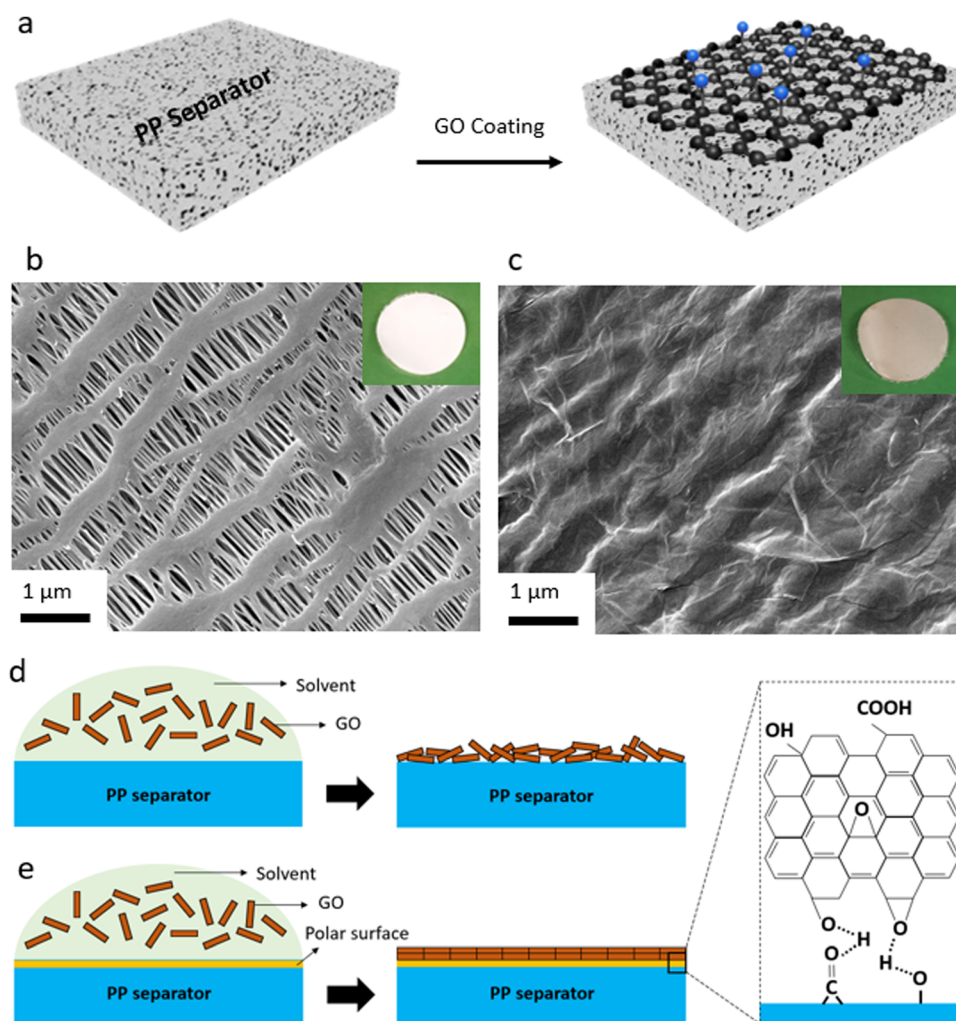 a
PP Separator
GO Coating
b
c
1 μm
1 μm
d
Solvent
GO
PP separator
PP separator
e
Solvent
GO
Polar surface
PP separator
PP separator
OH
COOH
O
O
H
O
O
H
O
C